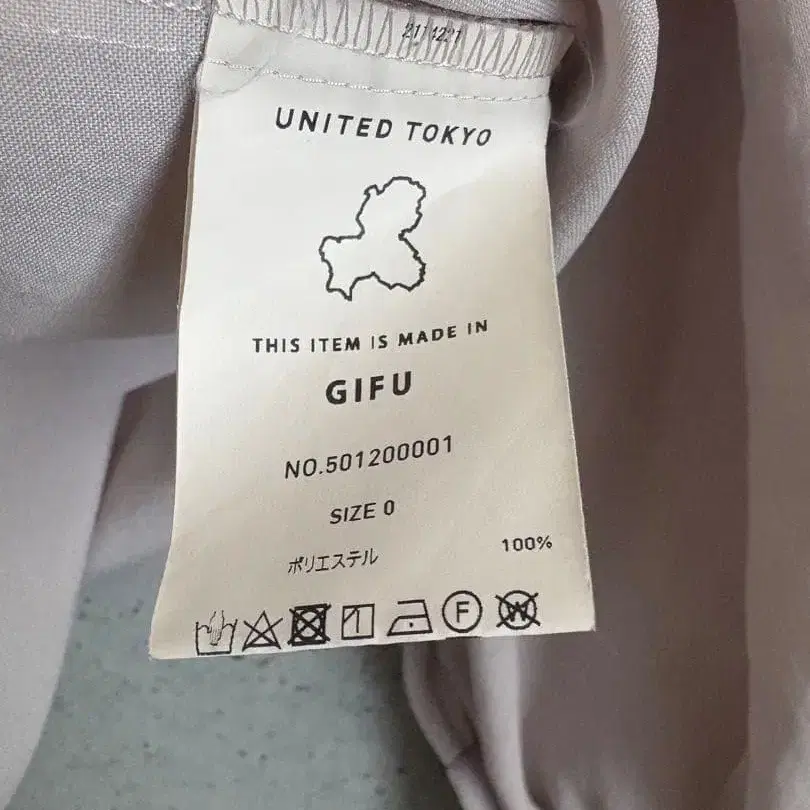 UNITED TOKYO
THIS ITEM IS MADE IN
GIFU
NO.501200001
SIZE 0
ポリエステル 100%
F
W